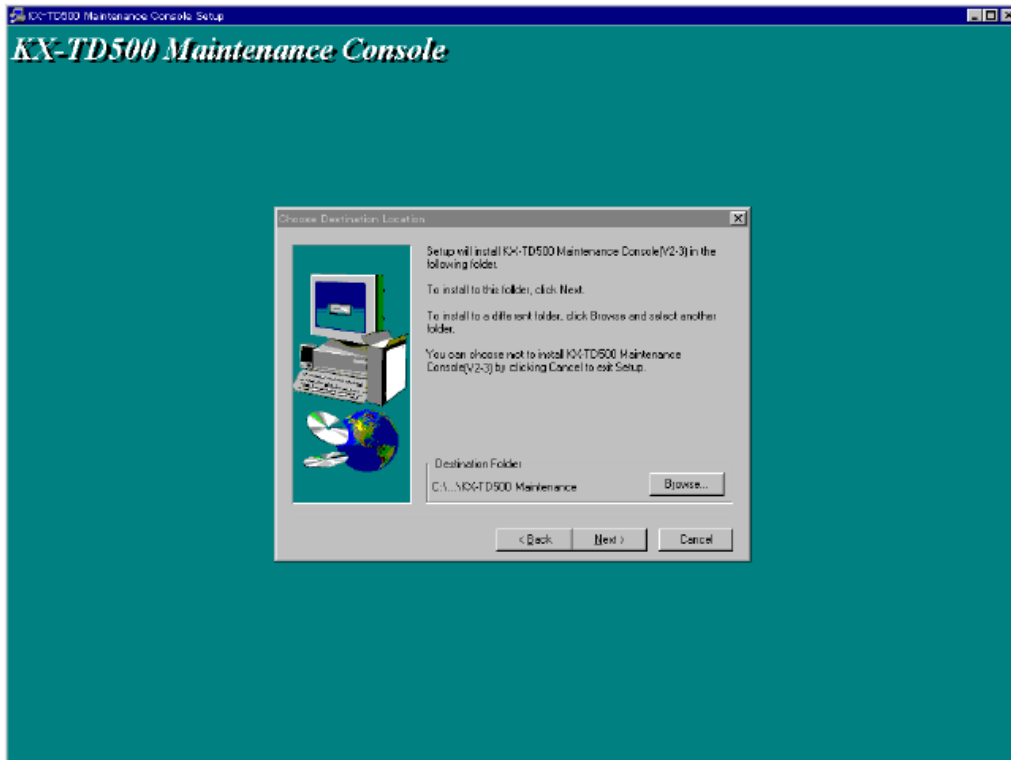 KX-TD500 Maintenance Console Setup
KX-TD500 Maintenance Console
Choose Destination Location
Setup will install KX-TD500 Maintenance Console(V2-3) in the
following folder.
To install to this folder, click Next.
To install to a different folder, click Browse and select another
folder.
You can choose not to install KX-TD500 Maintenance
Console(V2-3) by clicking Cancel to exit Setup.
Destination Folder
C:\...\KX-TD500 Maintenance
Browse...
< Back
Next >
Cancel